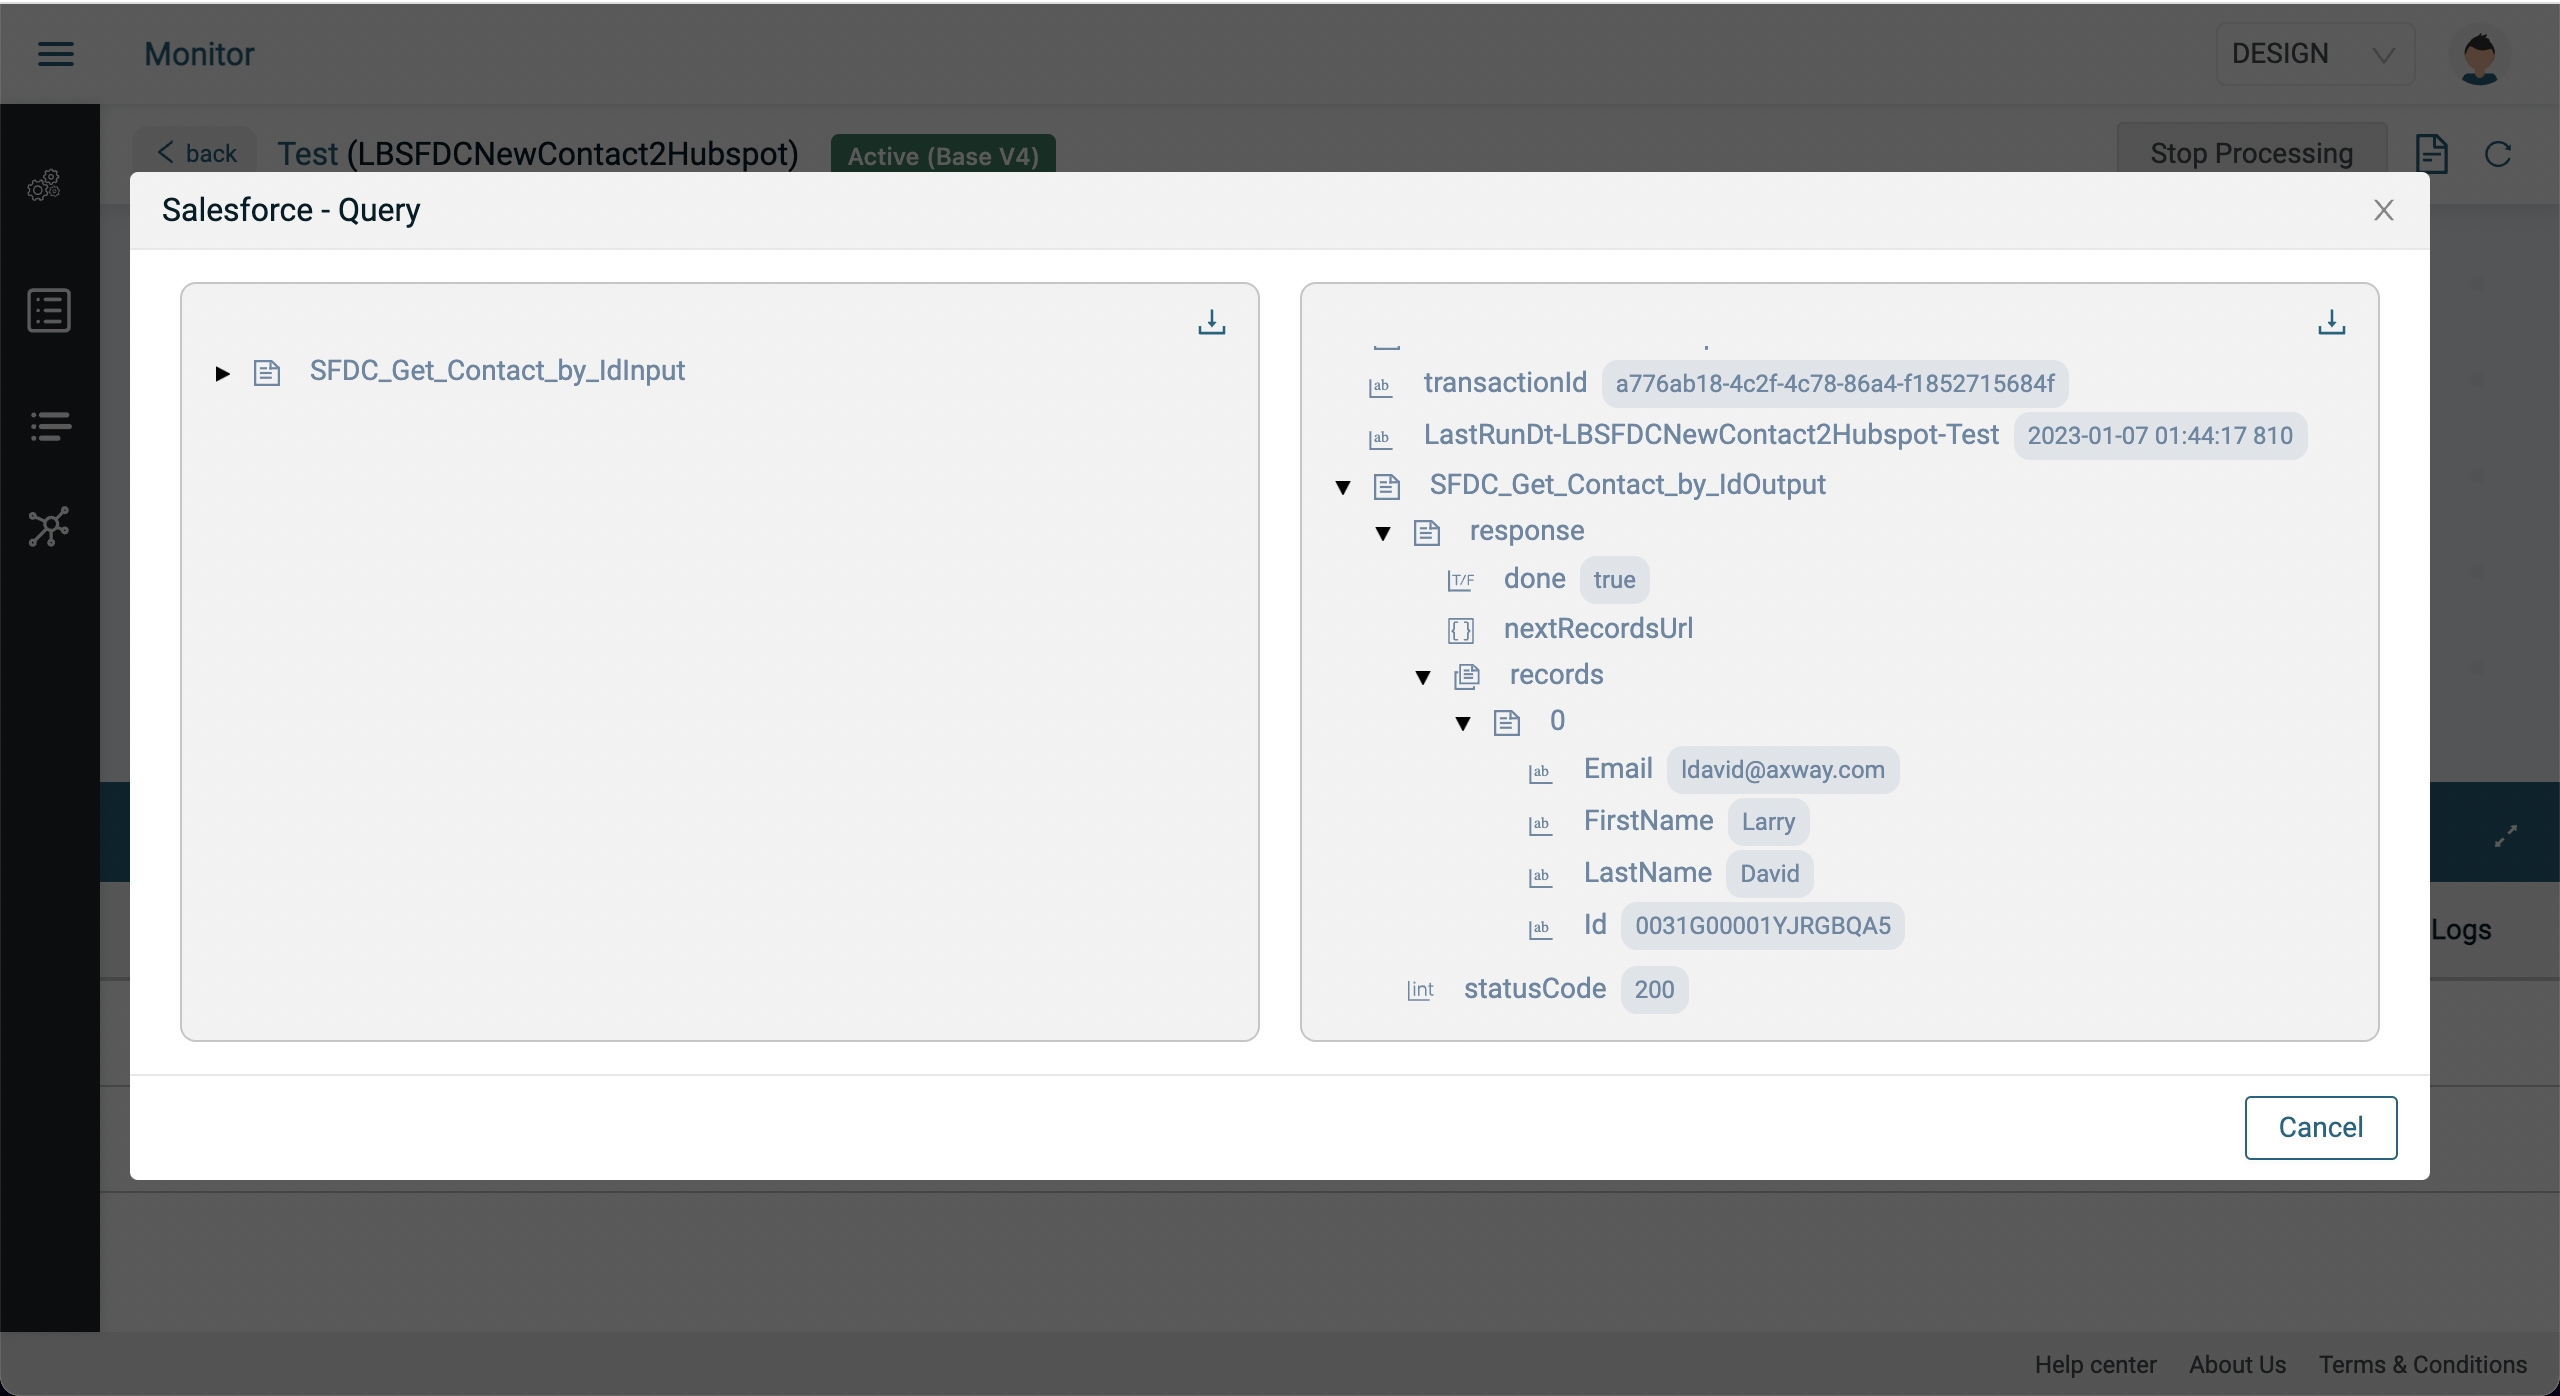 Monitor
DESIGN
back
Test (LBSFDCNewContact2Hubspot)
Active (Base V4)
Stop Processing
Salesforce - Query
X
SFDC_Get_Contact_by_IdInput
ab transactionId a776ab18-4c2f-4c78-86a4-f1852715684f
ab LastRunDt-LBSFDCNewContact2Hubspot-Test 2023-01-07 01:44:17 810
SFDC_Get_Contact_by_IdOutput
response
T/F done true
{} nextRecordsUrl
records
0
ab Email ldavid@axway.com
ab FirstName Larry
ab LastName David
ab Id 0031G00001YJRGBQA5
int statusCode 200
Logs
Cancel
Help center About Us Terms & Conditions